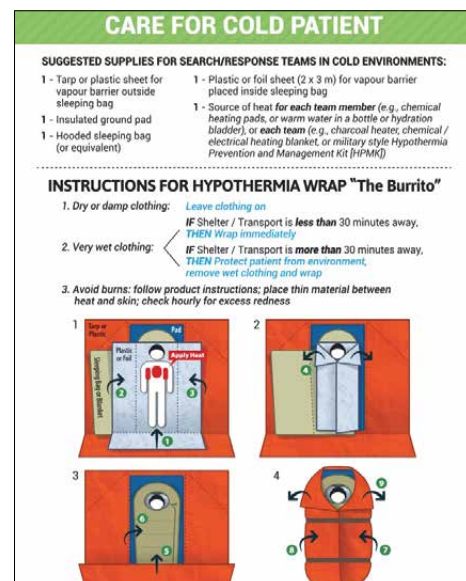 CARE FOR COLD PATIENT
SUGGESTED SUPPLIES FOR SEARCH/RESPONSE TEAMS IN COLD ENVIRONMENTS:
1 - Tarp or plastic sheet for
vapour barrier outside
sleeping bag
1 - Insulated ground pad
1 - Hooded sleeping bag
(or equivalent)
1 - Plastic or foil sheet (2 x 3 m) for vapour barrier
placed inside sleeping bag
1 - Source of heat for each team member (e.g., chemical
heating pads, or warm water in a bottle or hydration
bladder), or each team (e.g., charcoal heater, chemical /
electrical heating blanket, or military style Hypothermia
Prevention and Management Kit [HPMK])
INSTRUCTIONS FOR HYPOTHERMIA WRAP "The Burrito"
1. Dry or damp clothing:
Leave clothing on
2. Very wet clothing:
IF Shelter / Transport is less than 30 minutes away,
THEN Wrap immediately
IF Shelter / Transport is more than 30 minutes away,
THEN Protect patient from environment,
remove wet clothing and wrap
3. Avoid burns: follow product instructions; place thin material between
heat and skin; check hourly for excess redness
1
Tarp or
Plastic
Pad
Plastic
or foil
Apply Heat
Sleeping Bag or Blanket
2
3
1
2
4
3
6
5
4
9
8
7